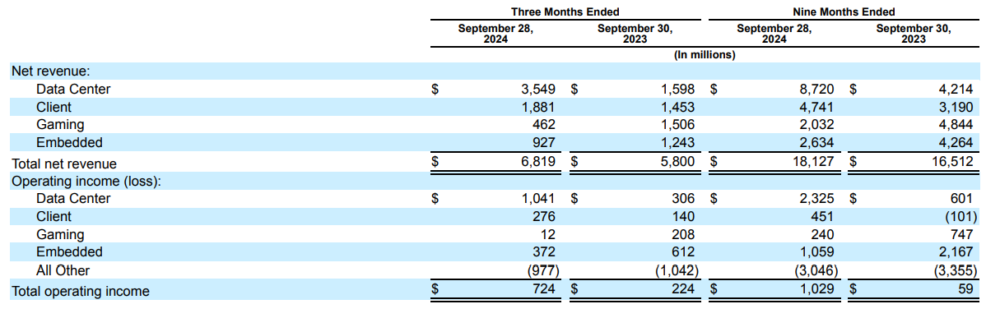 Three Months Ended Nine Months Ended
September 28, 2024 September 30, 2023 September 28, 2024 September 30, 2023
(In millions)
Net revenue:
Data Center $ 3,549 $ 1,598 $ 8,720 $ 4,214
Client 1,881 1,453 4,741 3,190
Gaming 462 1,506 2,032 4,844
Embedded 927 1,243 2,634 4,264
Total net revenue $ 6,819 $ 5,800 $ 18,127 $ 16,512
Operating income (loss):
Data Center $ 1,041 $ 306 $ 2,325 $ 601
Client 276 140 451 (101)
Gaming 12 208 240 747
Embedded 372 612 1,059 2,167
All Other (977) (1,042) (3,046) (3,355)
Total operating income $ 724 $ 224 $ 1,029 $ 59